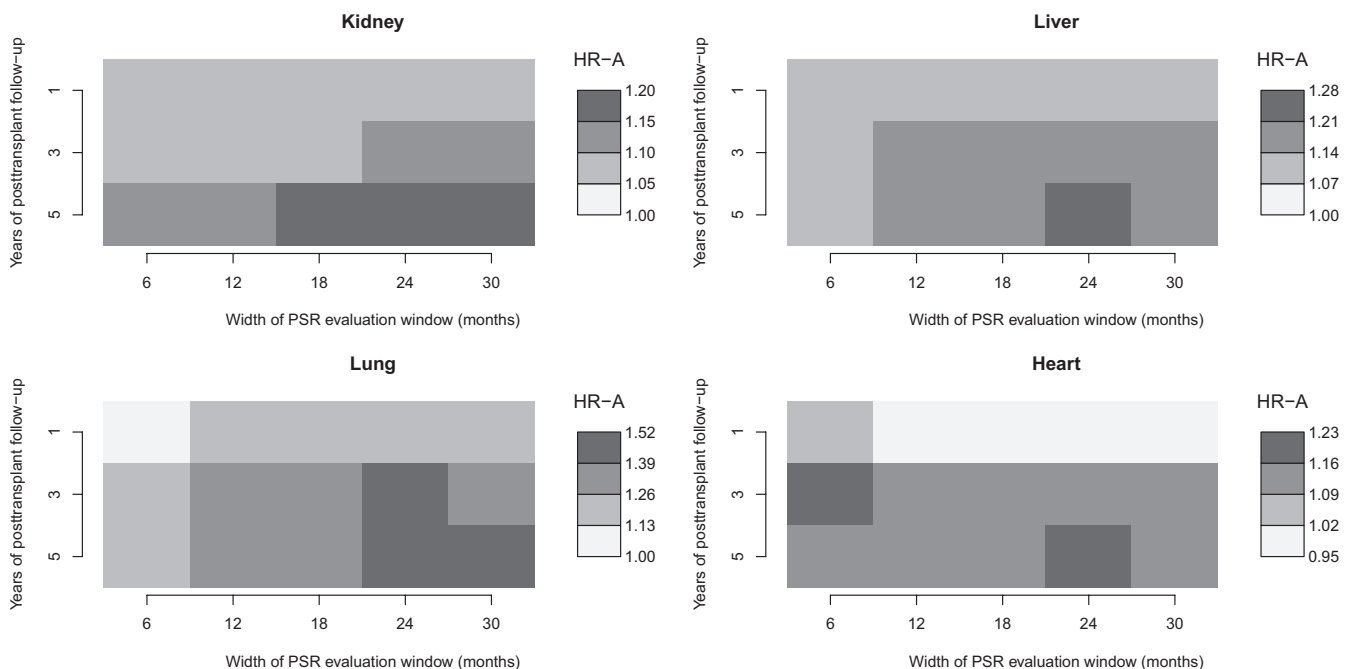 Kidney
Years of posttransplant follow−up
1
3
5
6 12 18 24 30
Width of PSR evaluation window (months)
HR−A
1.20
1.15
1.10
1.05
1.00
Liver
Years of posttransplant follow−up
1
3
5
6 12 18 24 30
Width of PSR evaluation window (months)
HR−A
1.28
1.21
1.14
1.07
1.00
Lung
Years of posttransplant follow−up
1
3
5
6 12 18 24 30
Width of PSR evaluation window (months)
HR−A
1.52
1.39
1.26
1.13
1.00
Heart
Years of posttransplant follow−up
1
3
5
6 12 18 24 30
Width of PSR evaluation window (months)
HR−A
1.23
1.16
1.09
1.02
0.95